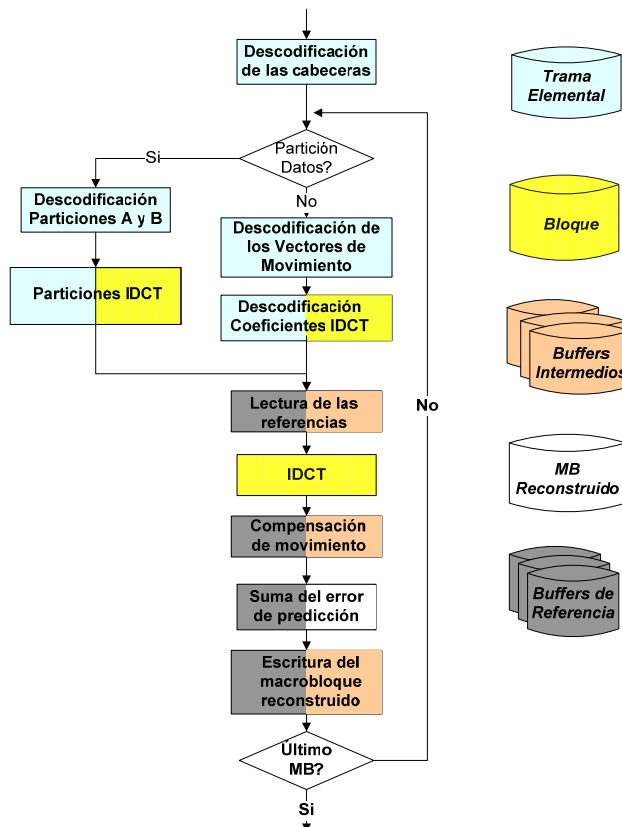 Descodificación
de las cabeceras
Partición
Datos?
Si
No
Descodificación
Particiones A y B
Descodificación de
los Vectores de
Movimiento
Particiones IDCT
Descodificación
Coeficientes IDCT
Lectura de las
referencias
IDCT
Compensación
de movimiento
Suma del error
de predicción
Escritura del
macrobloque
reconstruido
Último
MB?
No
Si
Trama
Elemental
Bloque
Buffers
Intermedios
MB
Reconstruido
Buffers de
Referencia